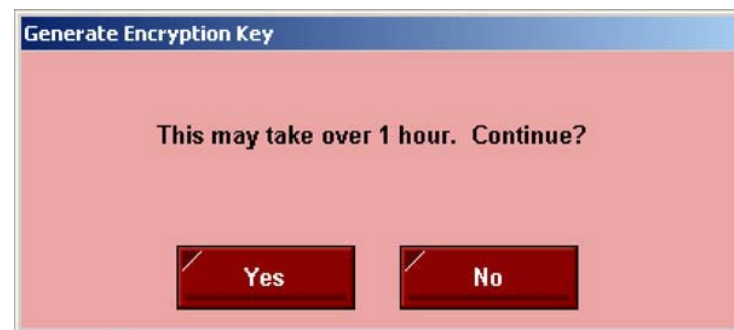 Generate Encryption Key
This may take over 1 hour.  Continue?
Yes
No